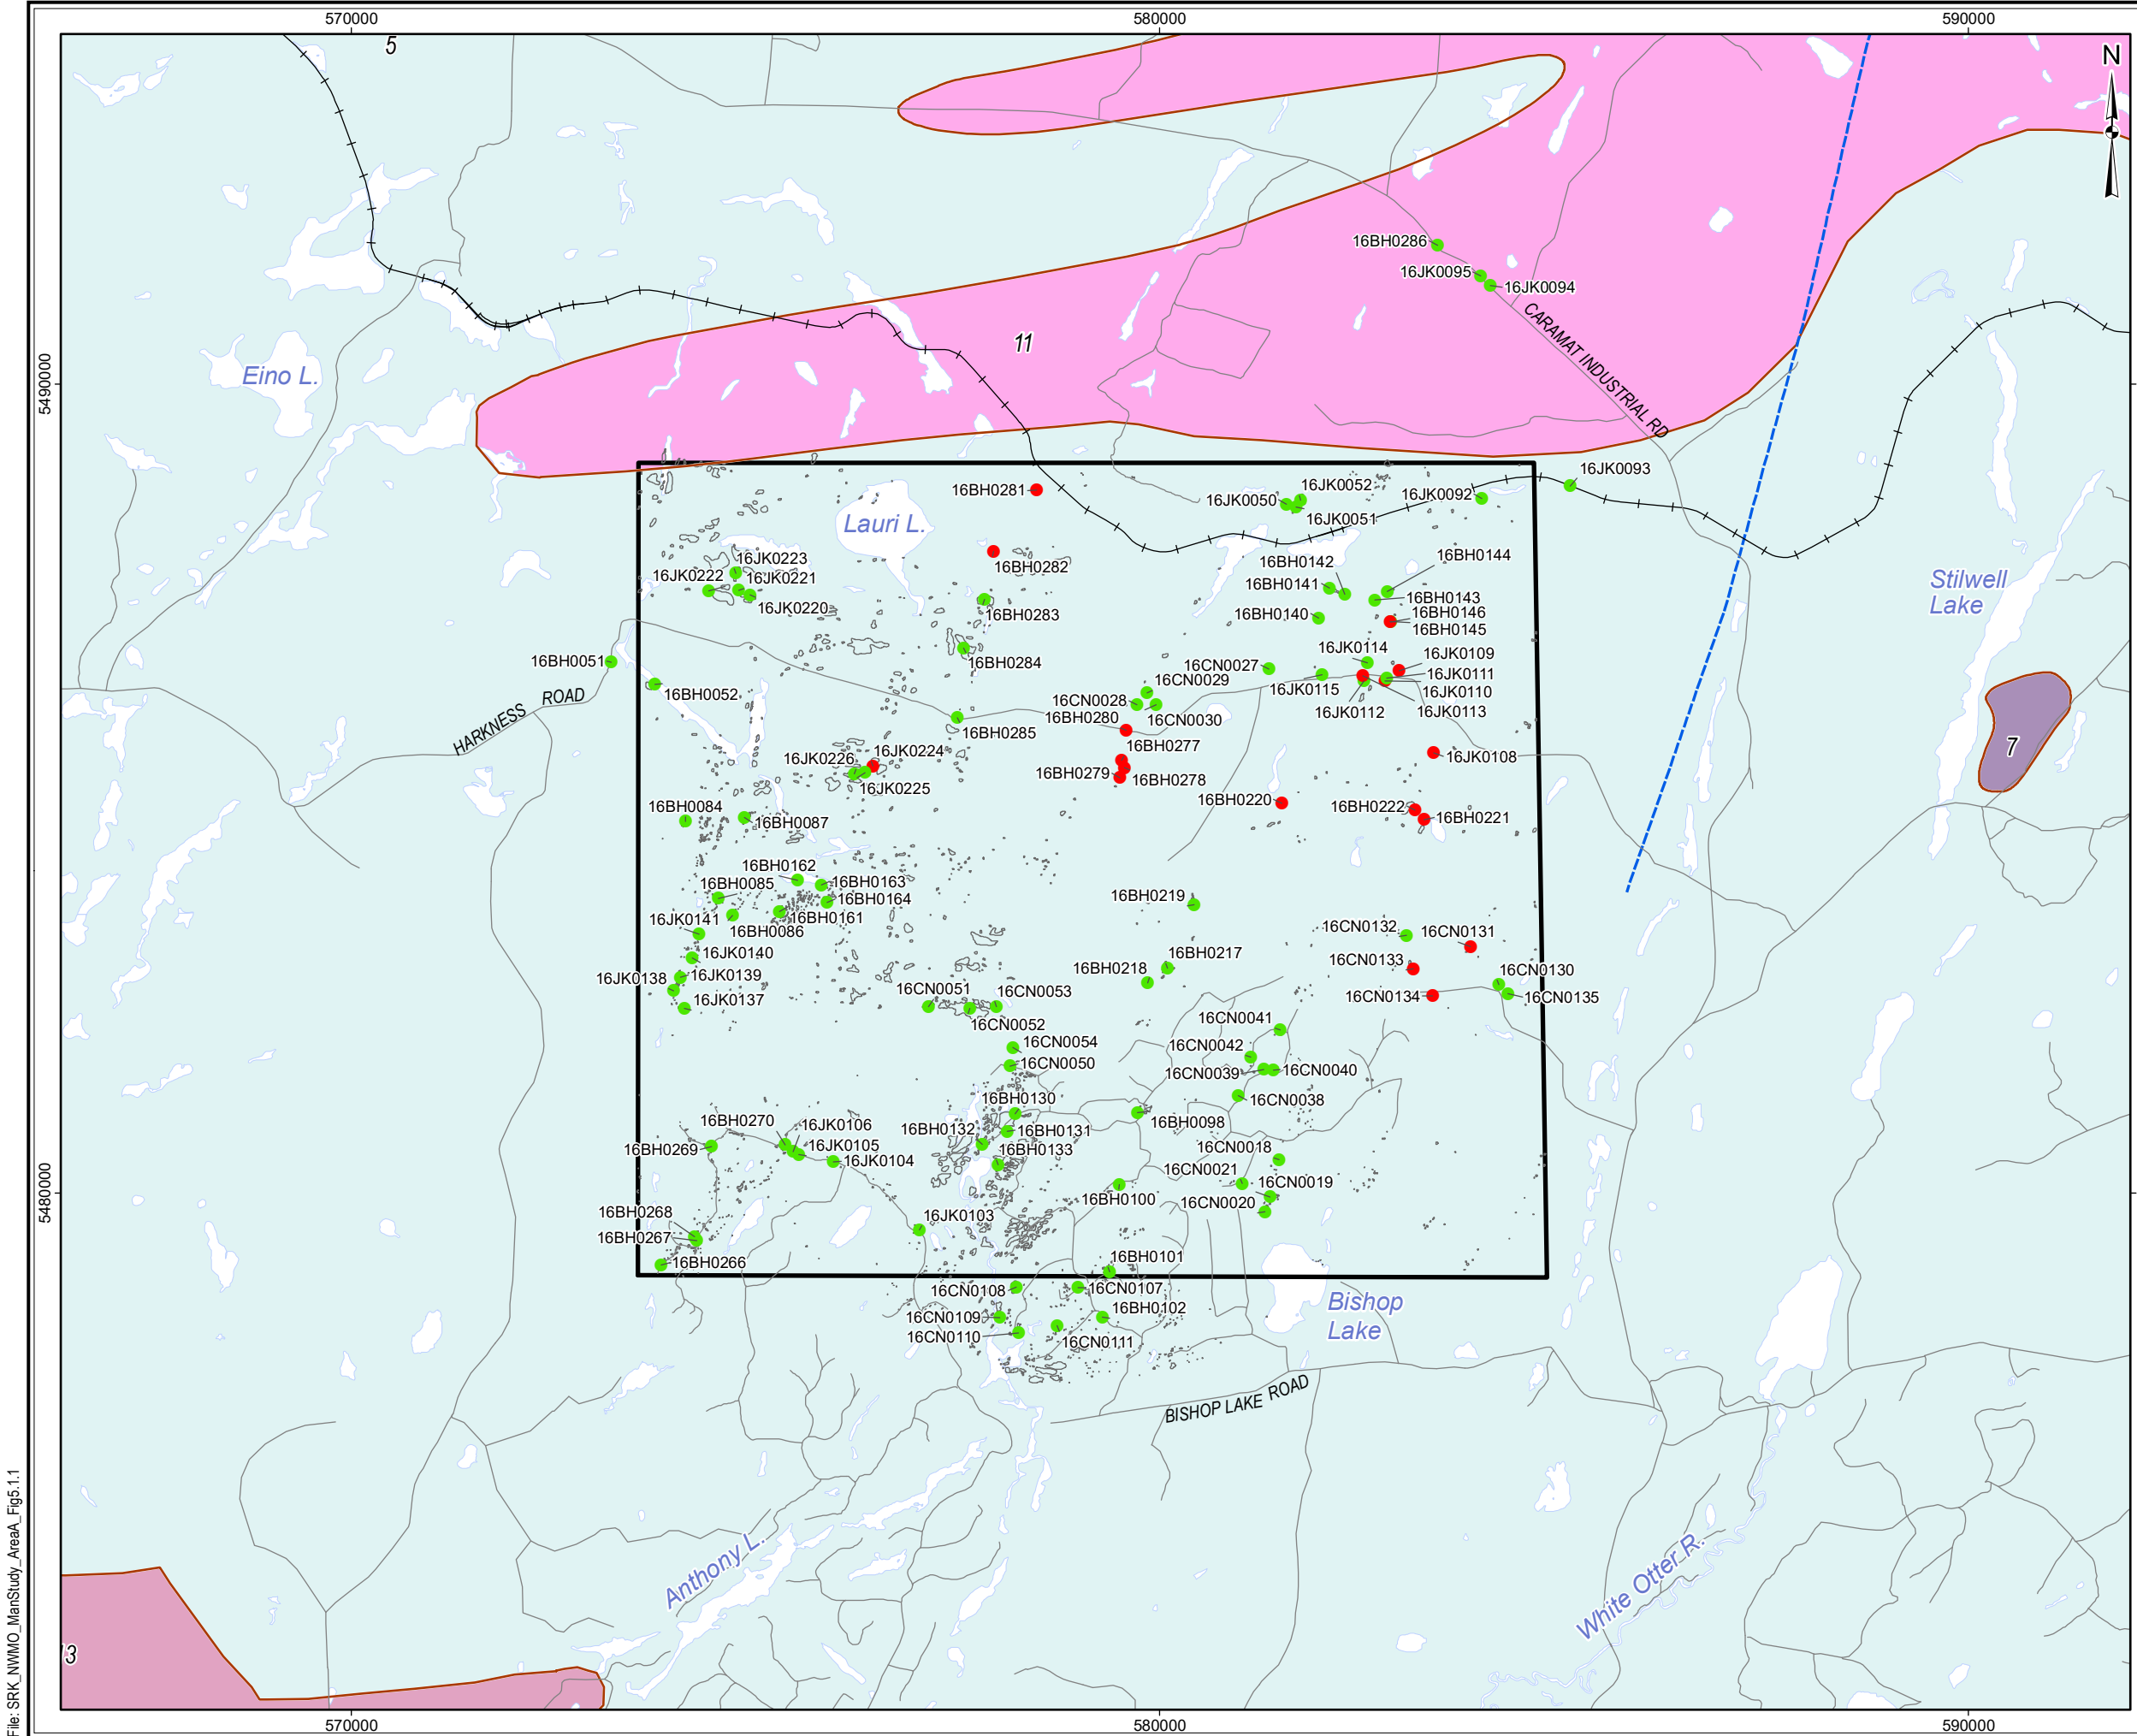 570000
580000
590000
5
N
16BH0286
16JK0095
16JK0094
CARAMAT INDUSTRIAL RD
11
Eino L.
5490000
16JK0093
16BH0281
16JK0052
16JK0050
16JK0092
16JK0051
Lauri L.
16BH0282
16BH0144
16BH0142
16JK0223
16JK0222
16JK0221
16JK0220
16BH0141
16BH0143
16BH0283
16BH0140
16BH0146
16BH0145
Stilwell
Lake
16BH0284
16BH0051
16BH0052
16JK0114
16JK0109
16CN0027
16CN0029
16JK0111
16JK0115
16JK0110
16CN0028
16CN0030
16JK0112
16JK0113
HARKNESS ROAD
16BH0280
16BH0285
16BH0277
16JK0224
16JK0226
16JK0225
16BH0279
16BH0278
16JK0108
7
16BH0084
16BH0087
16BH0220
16BH0222
16BH0221
16BH0162
16BH0085
16BH0163
16BH0164
16BH0161
16JK0141
16BH0086
16BH0219
16CN0132
16CN0131
16JK0140
16JK0138
16JK0139
16JK0137
16BH0217
16BH0218
16CN0133
16CN0130
16CN0134
16CN0135
16CN0051
16CN0053
16CN0052
16CN0041
16CN0054
16CN0050
16CN0042
16CN0039
16CN0040
16CN0038
16BH0130
16BH0098
16BH0270
16JK0106
16BH0132
16BH0131
16BH0269
16JK0105
16JK0104
16BH0133
16CN0018
16CN0021
16CN0019
16BH0100
16CN0020
5480000
16BH0268
16BH0267
16JK0103
16BH0266
16BH0101
16CN0108
16CN0107
16CN0109
16BH0102
16CN0110
16CN0111
Bishop
Lake
BISHOP LAKE ROAD
Anthony L.
White Otter R.
13
File: SRK_NWMO_ManStudy_AreaA_Fig5.1.1
570000
580000
590000